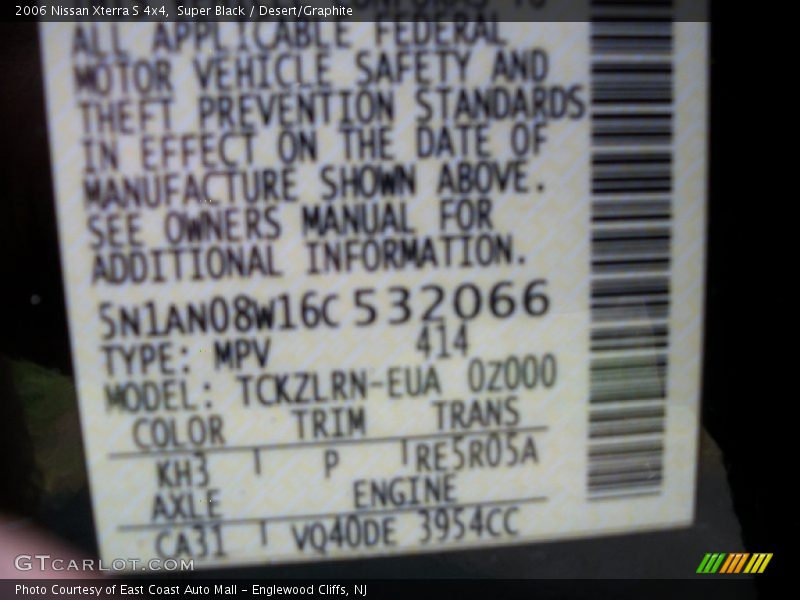 2006 Nissan Xterra S 4x4, Super Black / Desert/Graphite
ALL APPLICABLE FEDERAL
MOTOR VEHICLE SAFETY AND
THEFT PREVENTION STANDARDS
IN EFFECT ON THE DATE OF
MANUFACTURE SHOWN ABOVE.
SEE OWNERS MANUAL FOR
ADDITIONAL INFORMATION.
5N1AN08W16C532066
TYPE: MPV 414
MODEL: TCKZLRN-EUA 0Z000
COLOR TRIM TRANS
KH3 P RE5R05A
AXLE ENGINE
CA31 VQ40DE 3954CC
GTCARLOT.COM
Photo Courtesy of East Coast Auto Mall - Englewood Cliffs, NJ